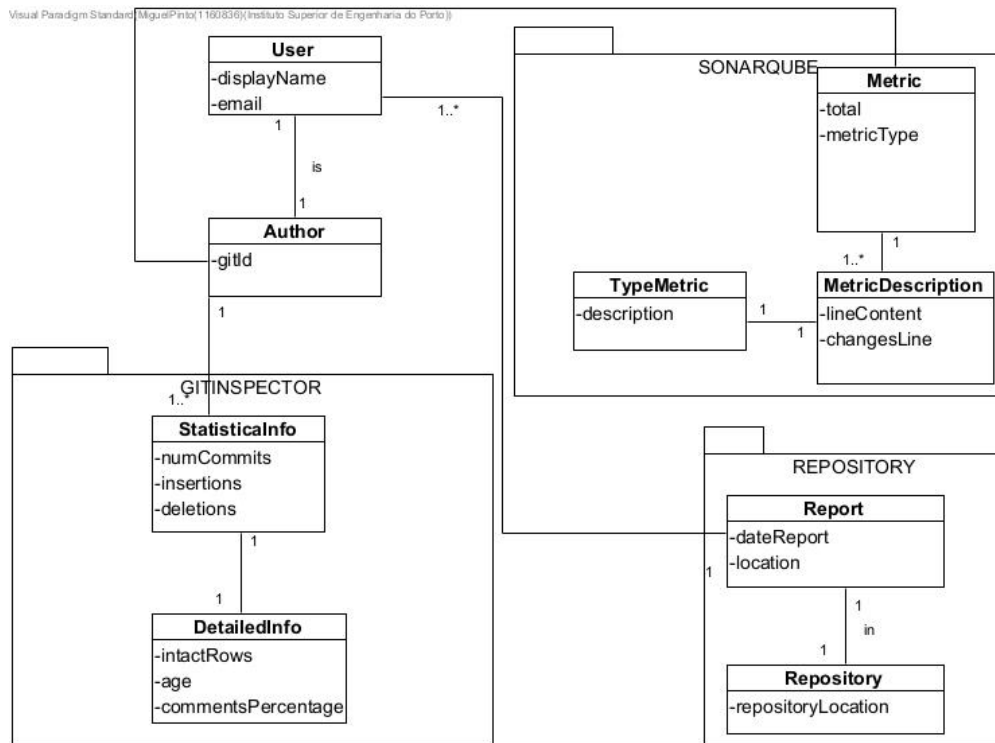 Visual Paradigm Standard(MiguelPinto(1160836)(Instituto Superior de Engenharia do Porto))
User
-displayName
-email
1..*
1
is
1
Author
-gitId
1
SONARQUBE
Metric
-total
-metricType
1
1..*
TypeMetric
-description
1
1
MetricDescription
-lineContent
-changesLine
GITINSPECTOR
1..*
StatisticalInfo
-numCommits
-insertions
-deletions
1
1
DetailedInfo
-intactRows
-age
-commentsPercentage
REPOSITORY
Report
-dateReport
-location
1
1
in
1
Repository
-repositoryLocation